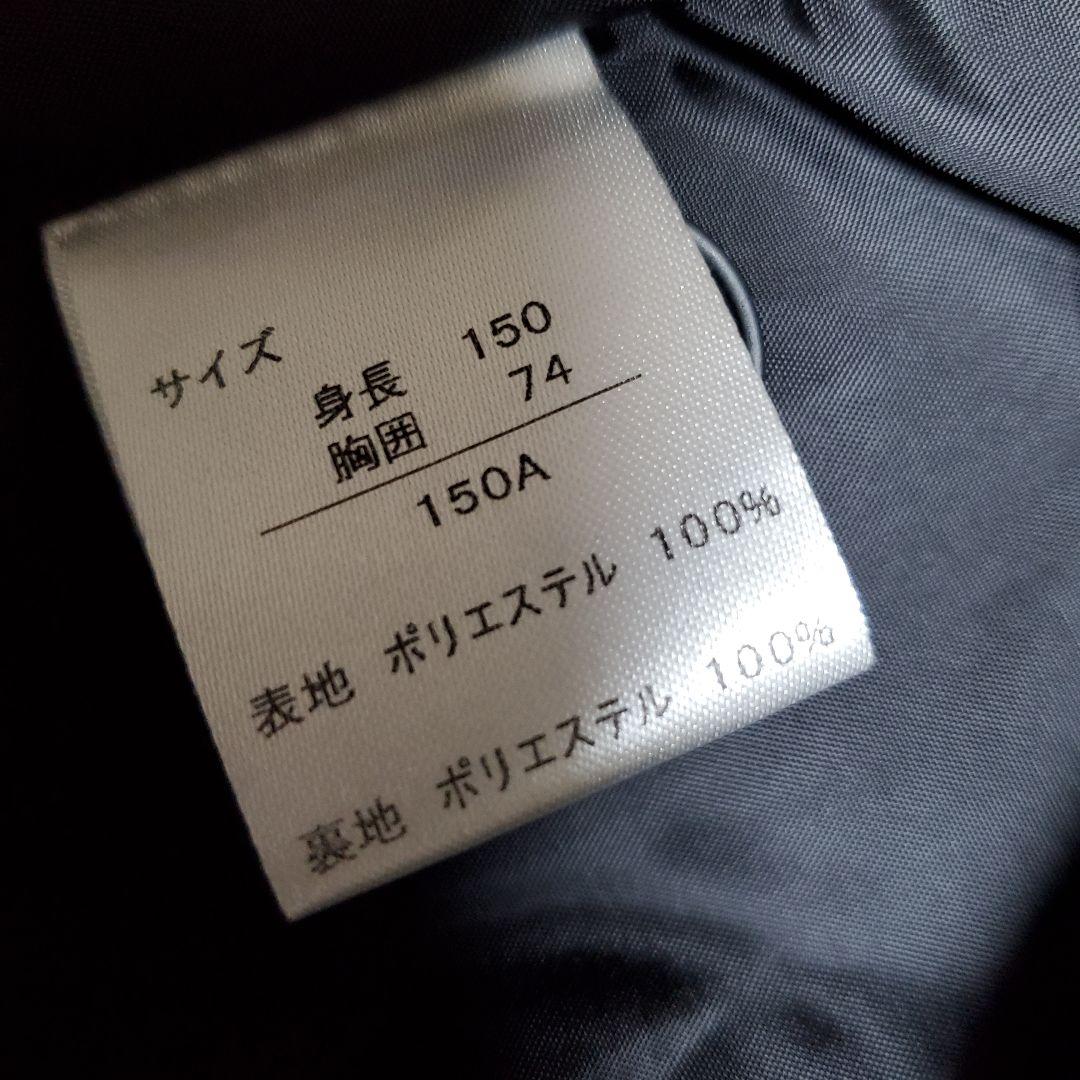 サイズ
身長 150
胸囲 74
150A
表地 ポリエステル 100%
裏地 ポリエステル 100%